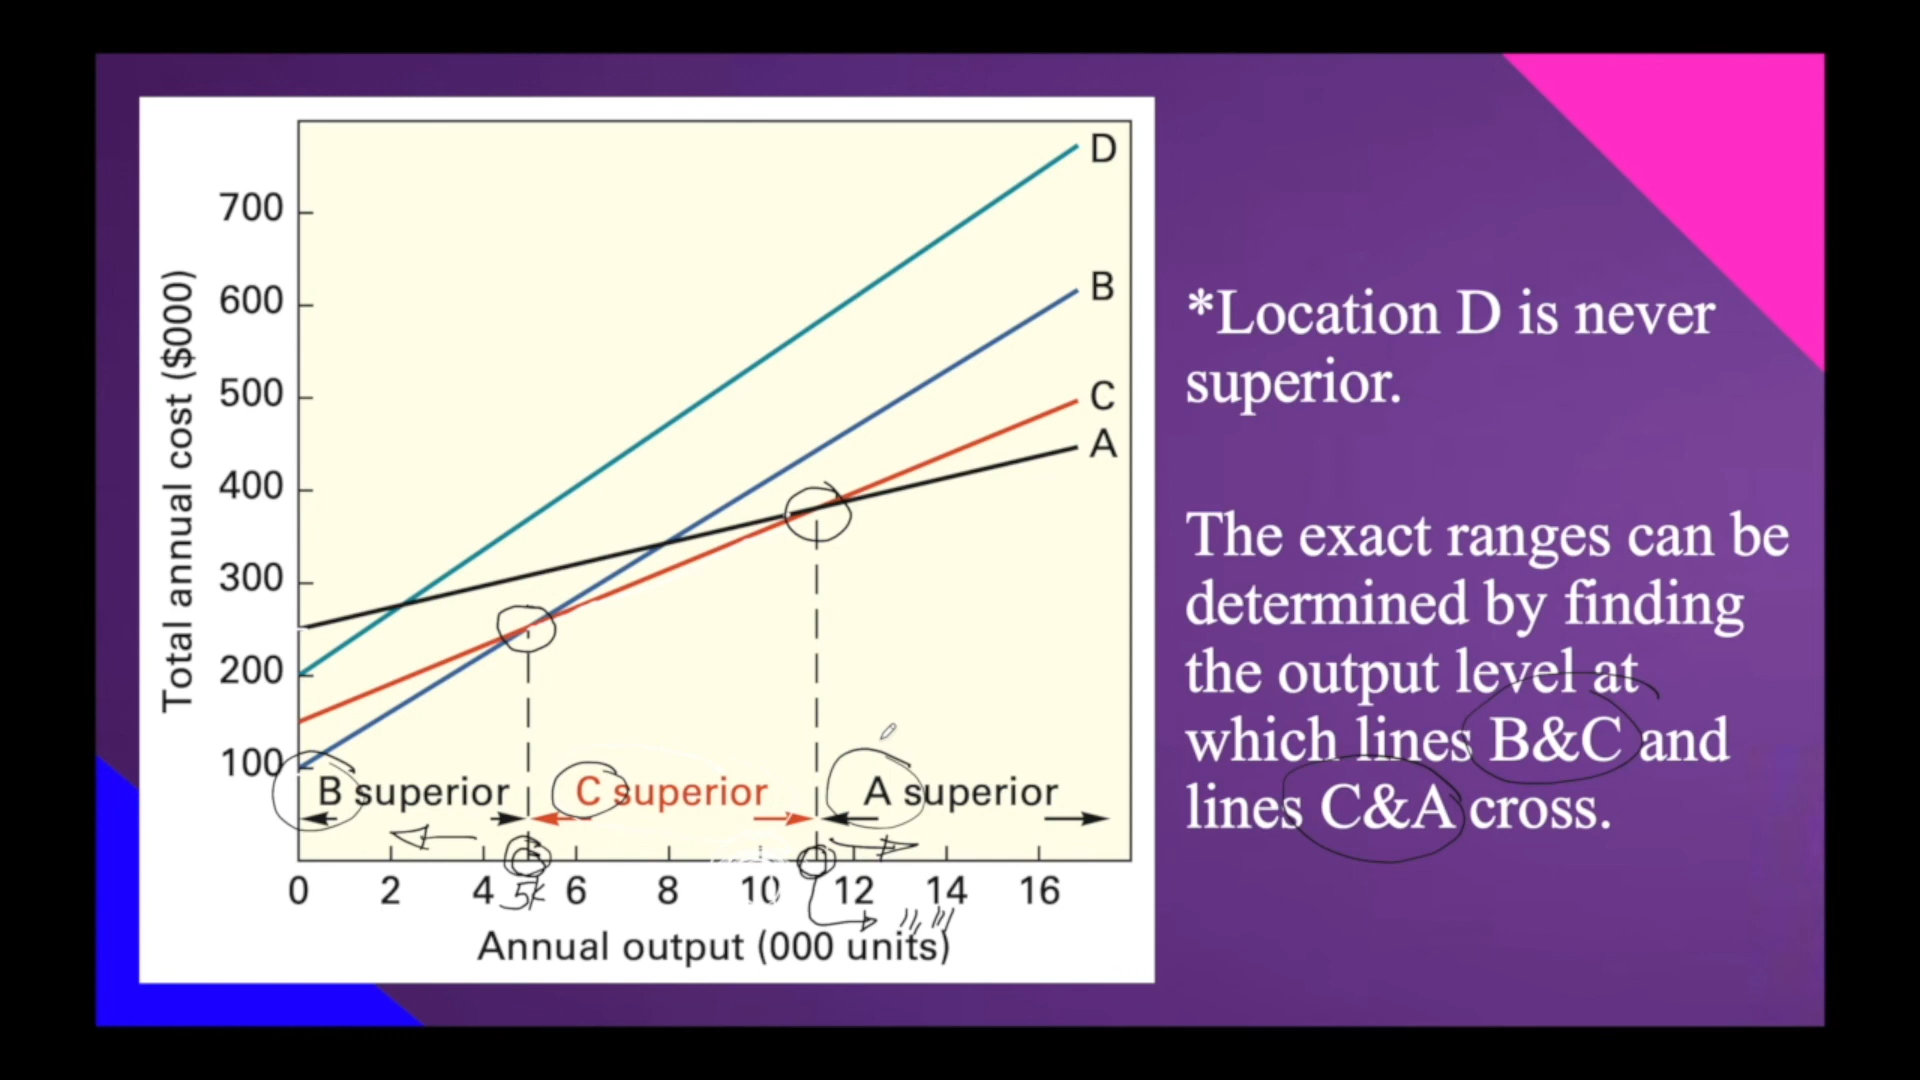 D
700
B
600
C
500
A
400
300
200
100
Total annual cost ($000)
B superior
C superior
A superior
0 2 4 6 8 10 12 14 16
5k
Annual output (000 units)
*Location D is never
superior.
The exact ranges can be
determined by finding
the output level at
which lines B&C and
lines C&A cross.